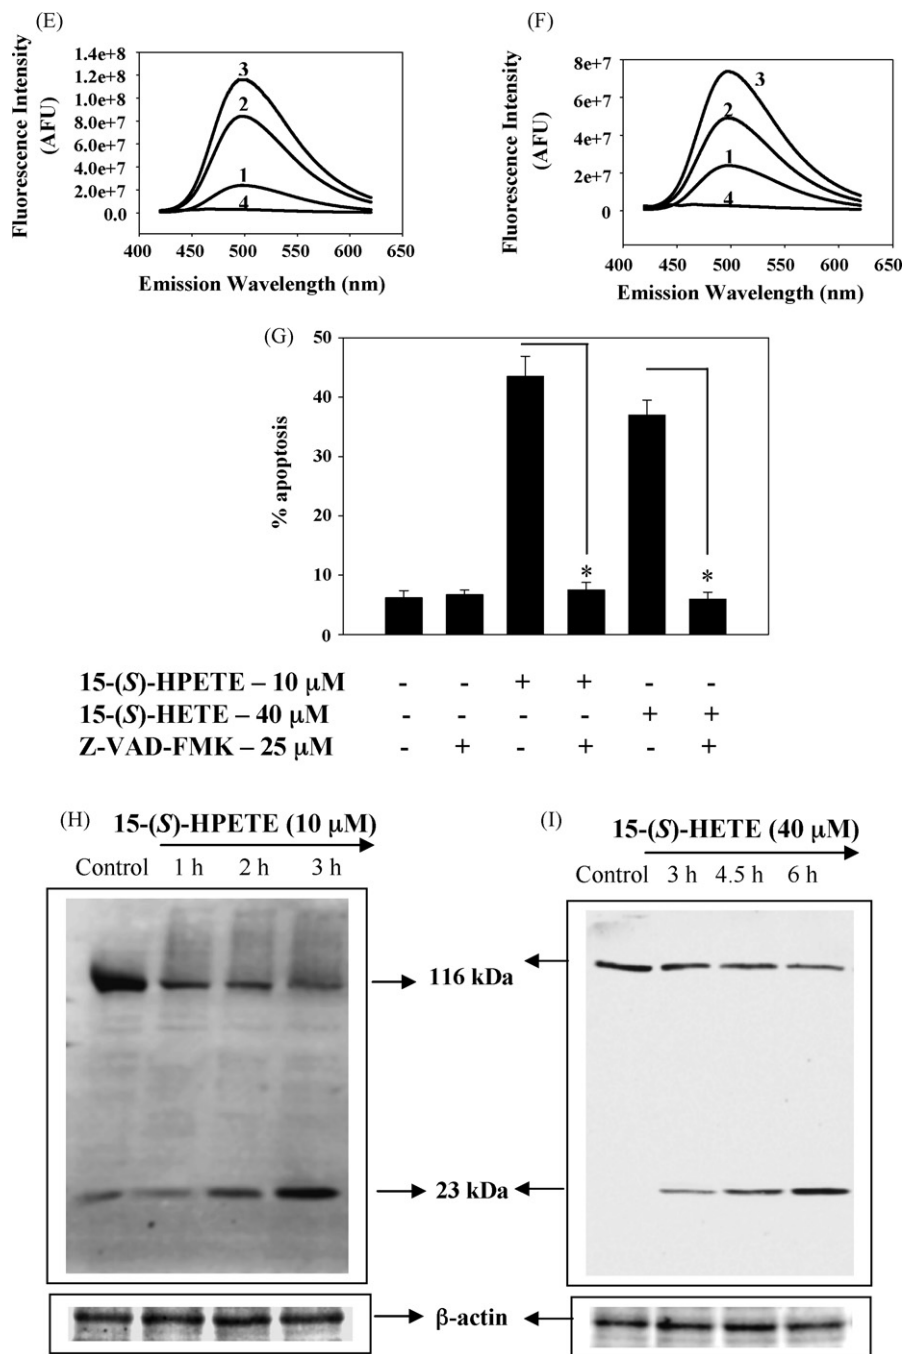 (E)
Fluorescence Intensity
(AFU)
1.4e+8
1.2e+8
1.0e+8
8.0e+7
6.0e+7
4.0e+7
2.0e+7
0.0
3
2
1
4
400 450 500 550 600 650
Emission Wavelength (nm)
(F)
Fluorescence Intensity
(AFU)
8e+7
6e+7
4e+7
2e+7
0
3
2
1
4
400 450 500 550 600 650
Emission Wavelength (nm)
(G)
% apoptosis
50
40
30
20
10
0
*
*
15-(S)-HPETE – 10 μM - - + + - -
15-(S)-HETE – 40 μM - - - - + +
Z-VAD-FMK – 25 μM - + - + - +
(H)
15-(S)-HPETE (10 μM)
Control 1 h 2 h 3 h
(I)
15-(S)-HETE (40 μM)
Control 3 h 4.5 h 6 h
116 kDa
23 kDa
β-actin